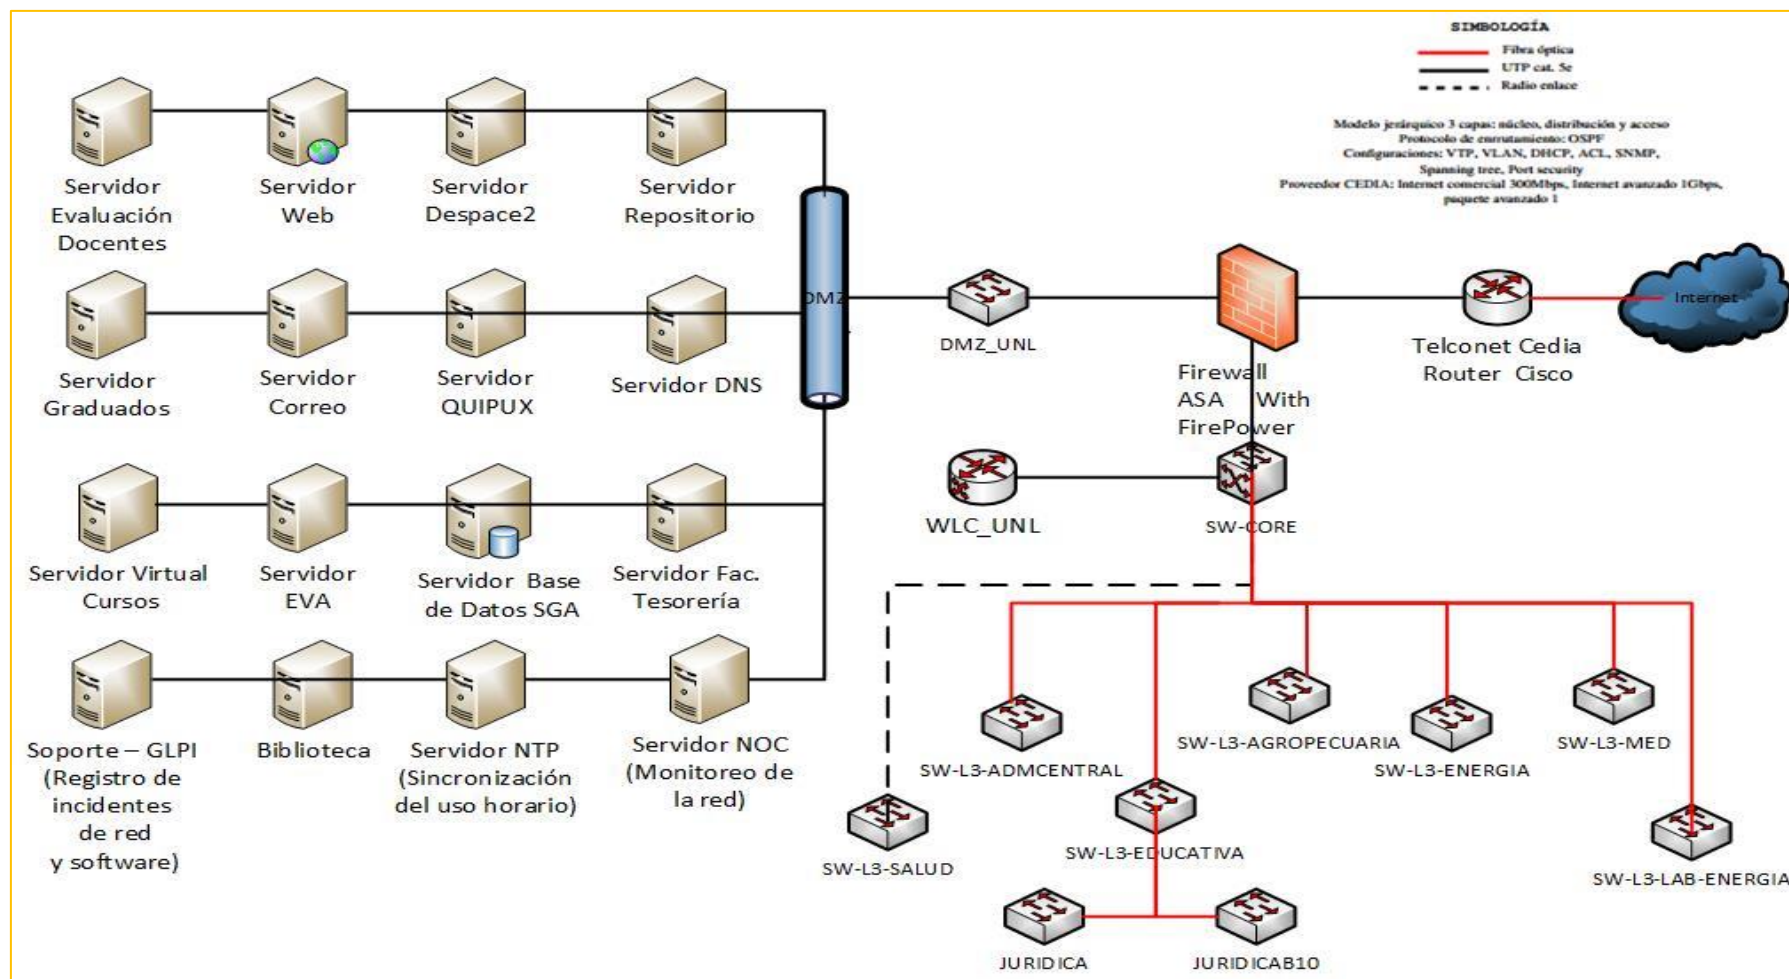 SIMBOLOGÍA
Fibra óptica
UTP cat. 5e
Radio enlace
Modelo jerárquico 3 capas: núcleo, distribución y acceso
Protocolo de enrrutamiento: OSPF
Configuraciones: VTP, VLAN, DHCP, ACL, SNMP,
Spanning tree, Port security
Proveedor CEDIA: Internet comercial 300Mbps, Internet avanzado 1Gbps,
paquete avanzado 1
Servidor
Evaluación
Docentes
Servidor
Web
Servidor
Despace2
Servidor
Repositorio
Servidor
Graduados
Servidor
Correo
Servidor
QUIPUX
Servidor DNS
DMZ
DMZ_UNL
Firewall
ASA With
FirePower
Telconet Cedia
Router Cisco
Internet
WLC_UNL
SW-CORE
Servidor Virtual
Cursos
Servidor
EVA
Servidor Base
de Datos SGA
Servidor Fac.
Tesorería
Soporte – GLPI
(Registro de
incidentes
de red
y software)
Biblioteca
Servidor NTP
(Sincronización
del uso horario)
Servidor NOC
(Monitoreo de
la red)
SW-L3-ADMCENTRAL
SW-L3-AGROPECUARIA
SW-L3-ENERGIA
SW-L3-MED
SW-L3-SALUD
SW-L3-EDUCATIVA
SW-L3-LAB-ENERGIA
JURIDICA
JURIDICAB10